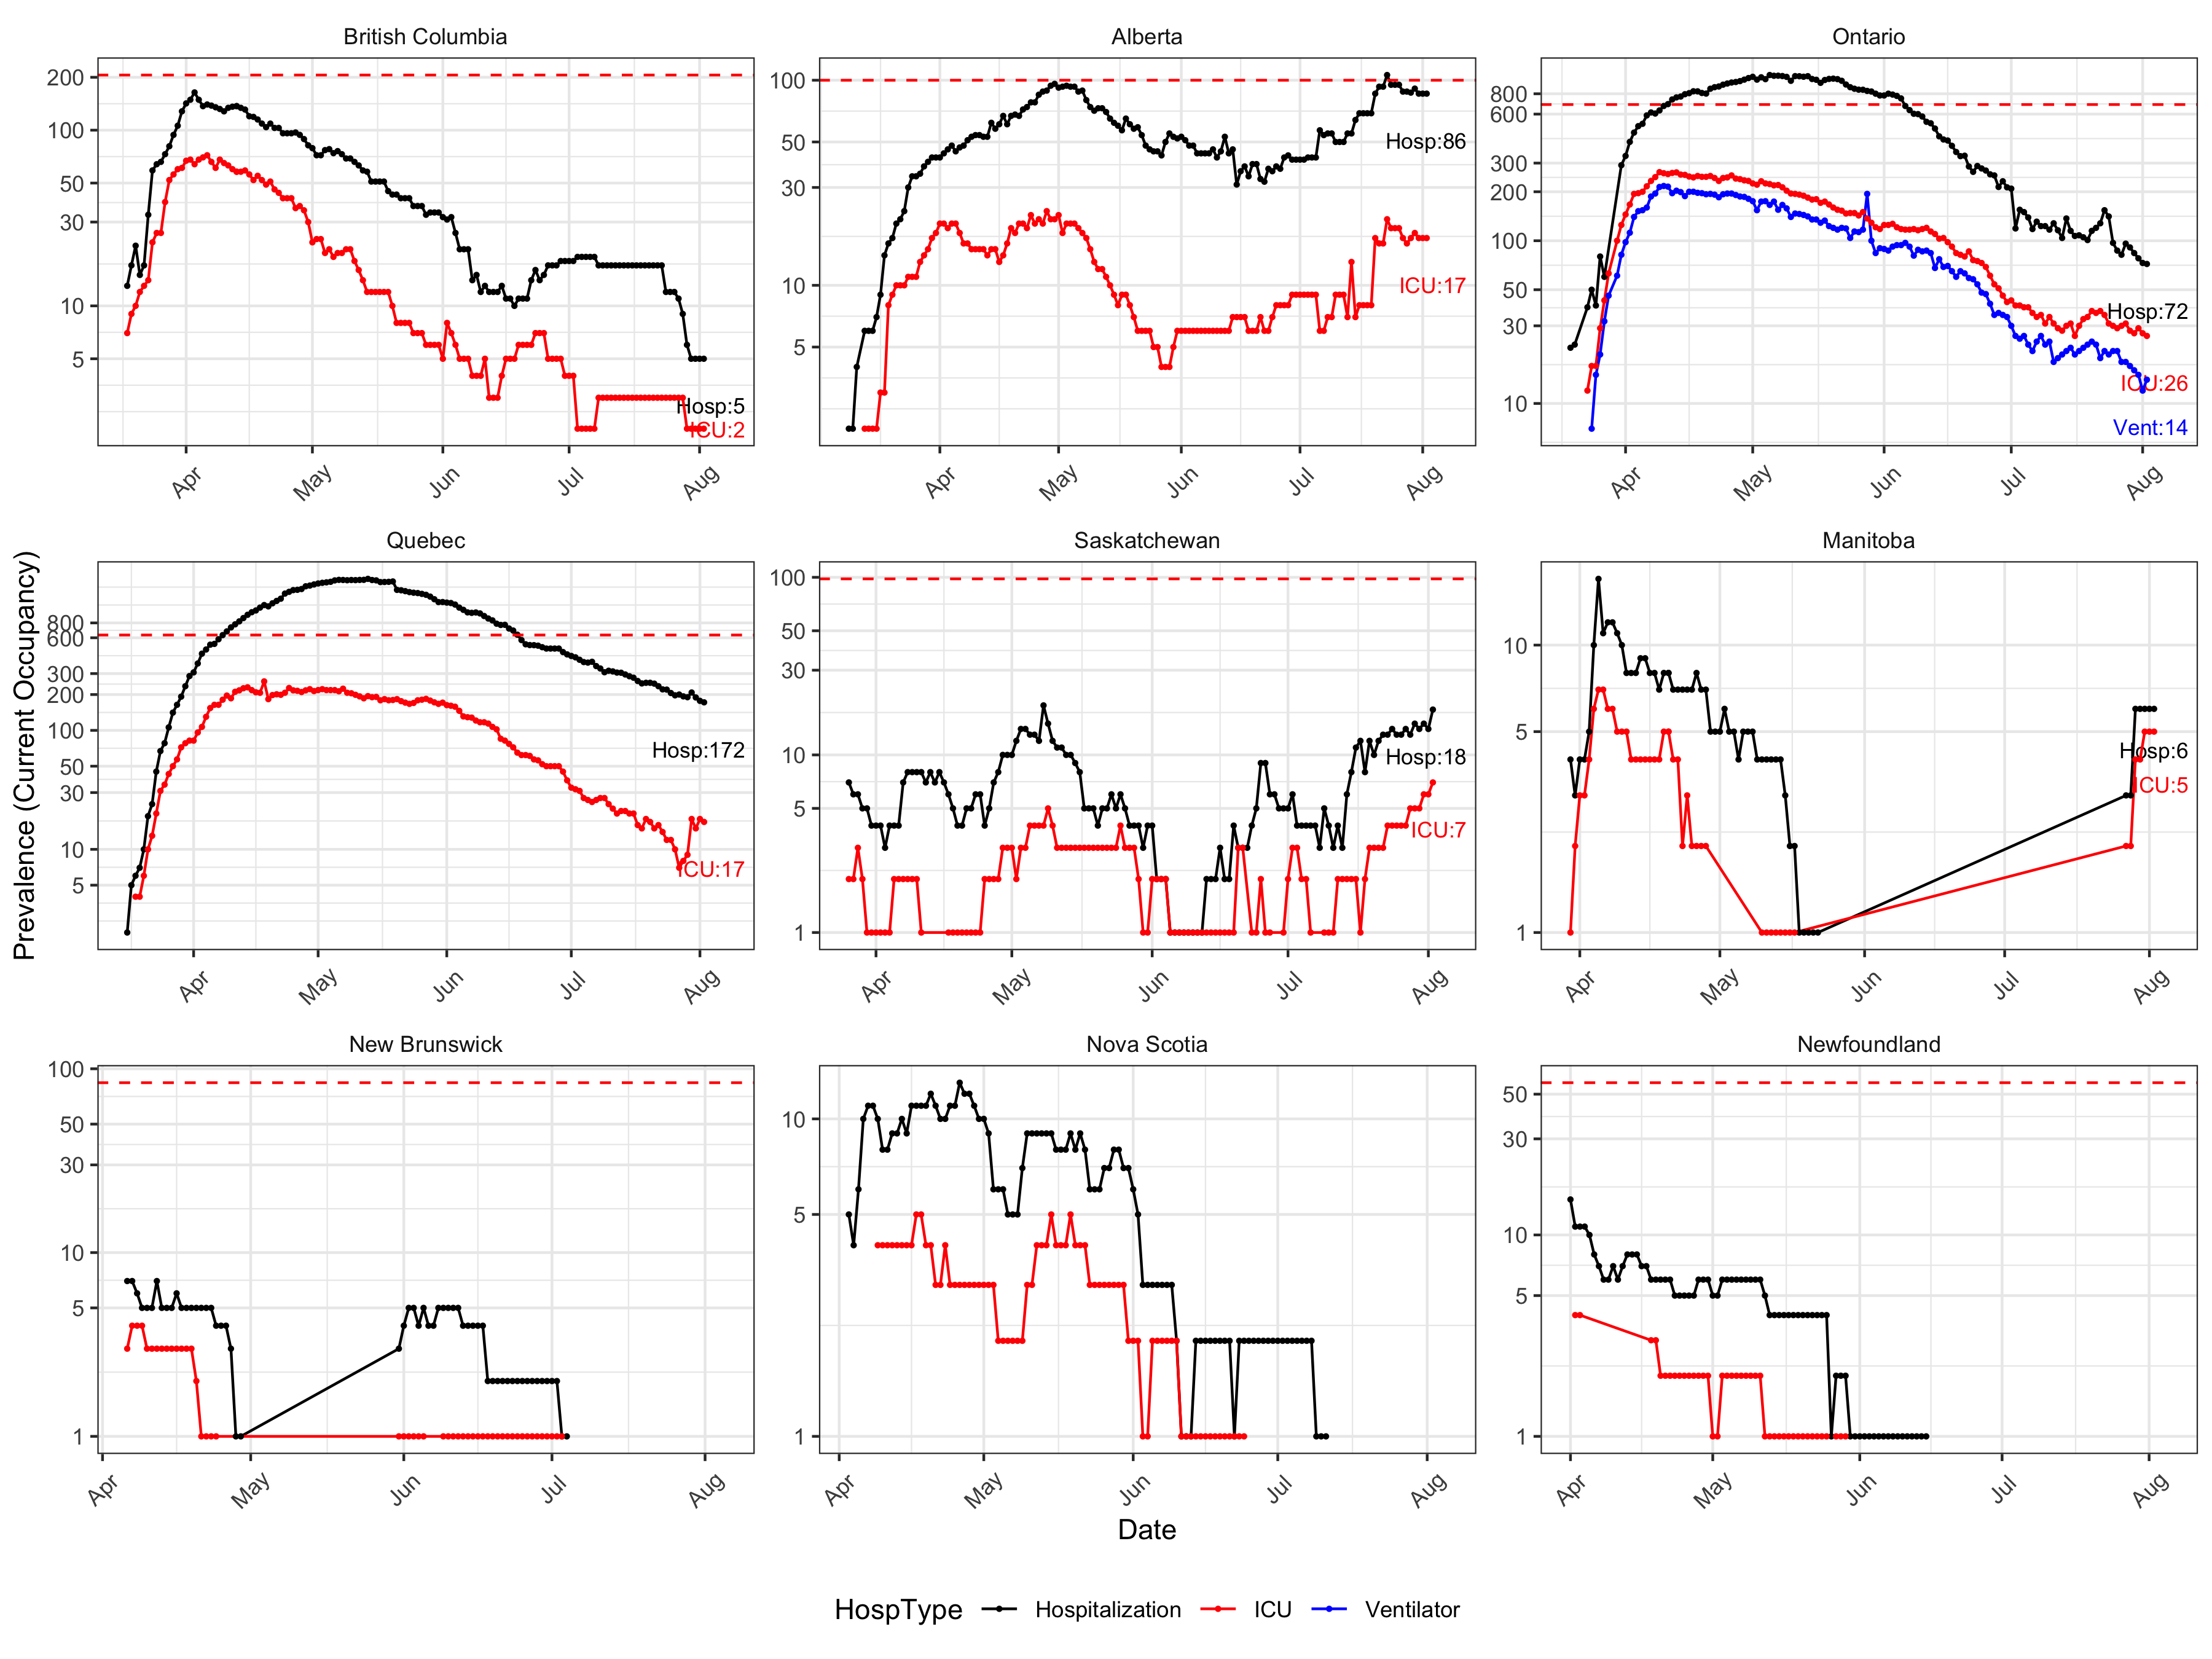 British Columbia
Alberta
Ontario
200
100
50
30
10
5
Hosp:5
ICU:2
Apr
May
Jun
Jul
Aug
100
50
30
10
5
Hosp:86
ICU:17
Apr
May
Jun
Jul
Aug
800
600
300
200
100
50
30
10
Hosp:72
ICU:26
Vent:14
Apr
May
Jun
Jul
Aug
Prevalence (Current Occupancy)
Quebec
Saskatchewan
Manitoba
800
600
300
200
100
50
30
10
5
Hosp:172
ICU:17
Apr
May
Jun
Jul
Aug
100
50
30
10
5
1
Hosp:18
ICU:7
Apr
May
Jun
Jul
Aug
10
5
1
Hosp:6
ICU:5
Apr
May
Jun
Jul
Aug
New Brunswick
Nova Scotia
Newfoundland
100
50
30
10
5
1
Apr
May
Jun
Jul
Aug
10
5
1
Apr
May
Jun
Jul
Aug
50
30
10
5
1
Apr
May
Jun
Jul
Aug
Date
HospType Hospitalization ICU Ventilator